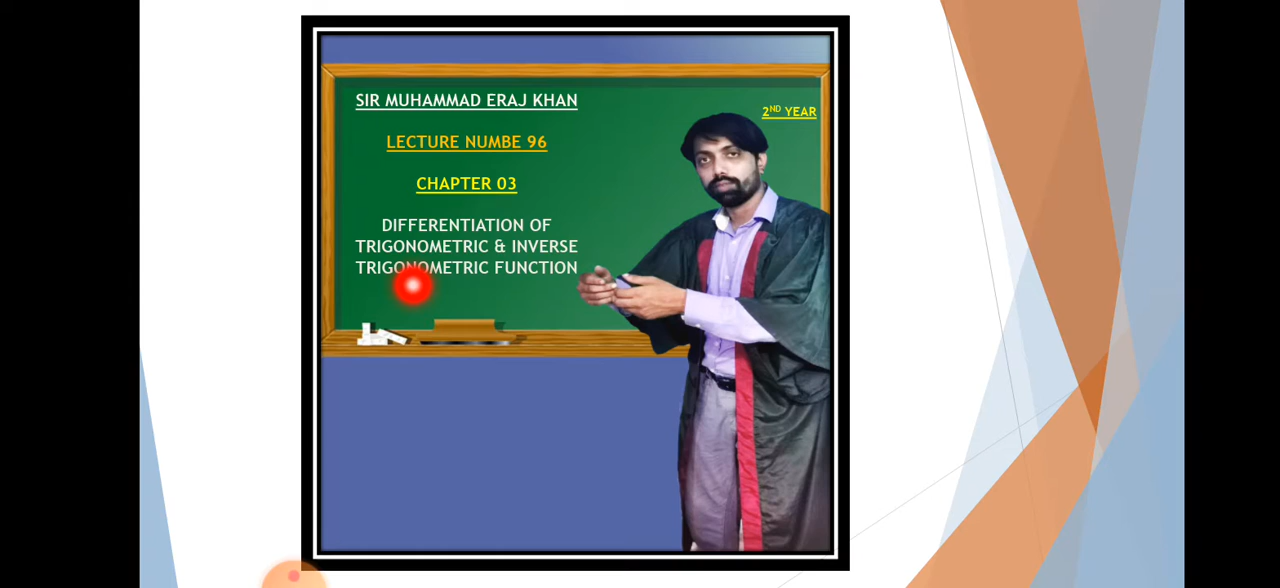 SIR MUHAMMAD ERAJ KHAN
2ND YEAR
LECTURE NUMBE 96
CHAPTER 03
DIFFERENTIATION OF
TRIGONOMETRIC & INVERSE
TRIGONOMETRIC FUNCTION